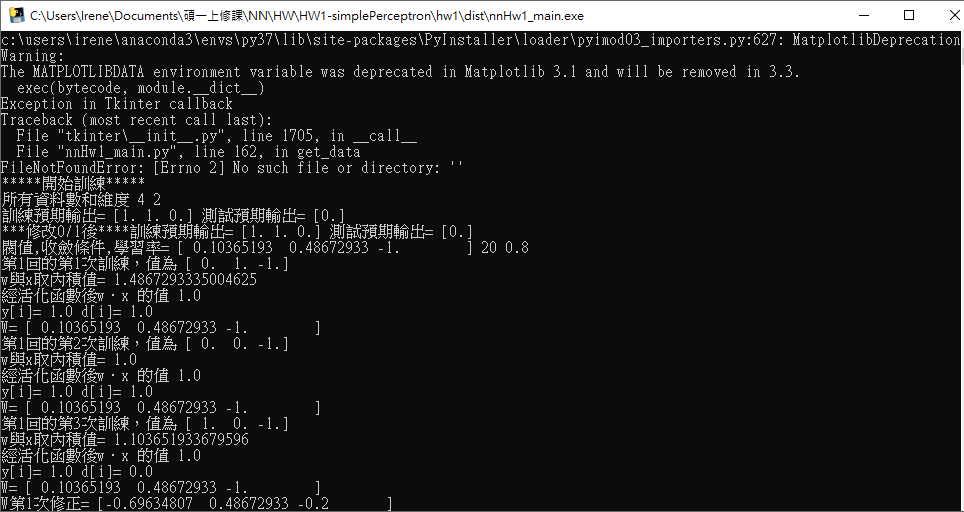 C:\Users\Irene\Documents\碩一上修課\NN\HW\HW1-simplePerceptron\hw1\dist\nnHw1_main.exe
c:\users\irene\anaconda3\envs\py37\lib\site-packages\PyInstaller\loader\pyimod03_importers.py:627: MatplotlibDeprecation
Warning:
The MATPLOTLIBDATA environment variable was deprecated in Matplotlib 3.1 and will be removed in 3.3.
  exec(bytecode, module.__dict__)
Exception in Tkinter callback
Traceback (most recent call last):
  File "tkinter\__init__.py", line 1705, in __call__
  File "nnHw1_main.py", line 162, in get_data
FileNotFoundError: [Errno 2] No such file or directory: ''
*****開始訓練*****
所有資料數和維度 4 2
訓練預期輸出= [1. 1. 0.] 測試預期輸出= [0.]
***修改0/1後****訓練預期輸出= [1. 1. 0.] 測試預期輸出= [0.]
閥值,收斂條件,學習率= [ 0.10365193  0.48672933 -1.        ] 20 0.8
第1回的第1次訓練，值為 [ 0.  1. -1.]
w與x取內積值= 1.4867293335004625
經活化函數後w．x 的值 1.0
y[i]= 1.0 d[i]= 1.0
W= [ 0.10365193  0.48672933 -1.        ]
第1回的第2次訓練，值為 [ 0.  0. -1.]
w與x取內積值= 1.0
經活化函數後w．x 的值 1.0
y[i]= 1.0 d[i]= 1.0
W= [ 0.10365193  0.48672933 -1.        ]
第1回的第3次訓練，值為 [ 1.  0. -1.]
w與x取內積值= 1.103651933679596
經活化函數後w．x 的值 1.0
y[i]= 1.0 d[i]= 0.0
W= [ 0.10365193  0.48672933 -1.        ]
W第1次修正= [-0.69634807  0.48672933 -0.2       ]